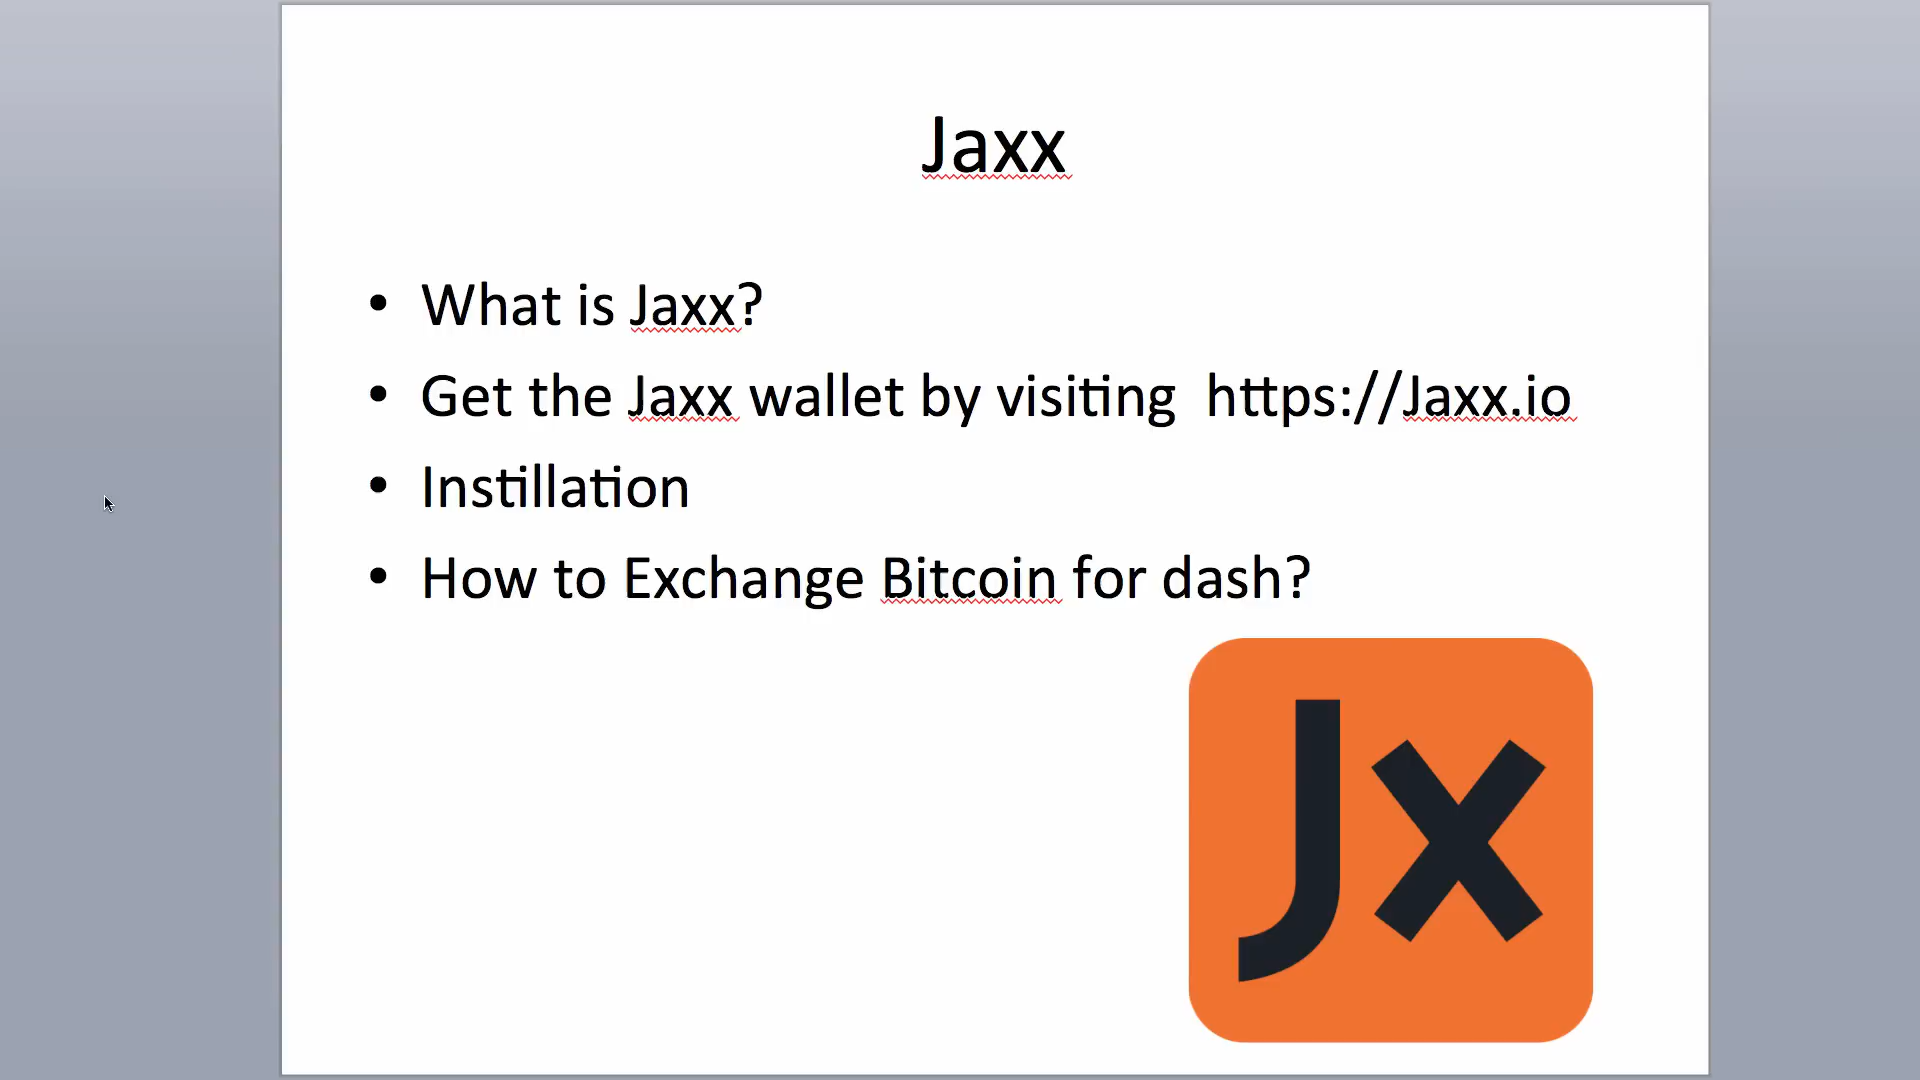 Jaxx
• What is Jaxx?
• Get the Jaxx wallet by visiting  https://Jaxx.io
• Instillation
• How to Exchange Bitcoin for dash?
Jx